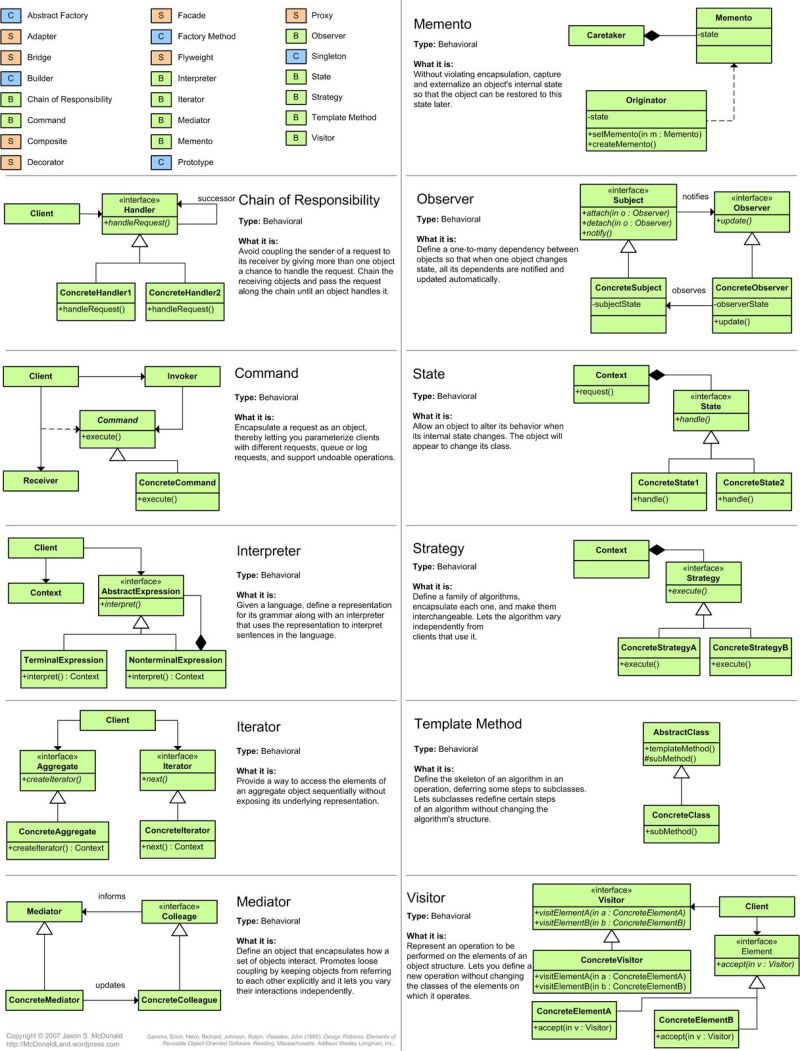 C Abstract Factory
S Adapter
S Bridge
C Builder
B Chain of Responsibility
B Command
S Composite
S Decorator
S Facade
C Factory Method
S Flyweight
B Interpreter
B Iterator
B Mediator
B Memento
C Prototype
S Proxy
B Observer
C Singleton
B State
B Strategy
B Template Method
B Visitor
Memento
Type: Behavioral
What it is:
Without violating encapsulation, capture
and externalize an object's internal state
so that the object can be restored to this
state later.
Caretaker
Memento
-state
Originator
-state
+setMemento(in m : Memento)
+createMemento()
Client
«interface»
Handler
+handleRequest()
successor
ConcreteHandler1
+handleRequest()
ConcreteHandler2
+handleRequest()
Chain of Responsibility
Type: Behavioral
What it is:
Avoid coupling the sender of a request to
its receiver by giving more than one object
a chance to handle the request. Chain the
receiving objects and pass the request
along the chain until an object handles it.
Observer
Type: Behavioral
What it is:
Define a one-to-many dependency between
objects so that when one object changes
state, all its dependents are notified and
updated automatically.
«interface»
Subject
+attach(in o : Observer)
+detach(in o : Observer)
+notify()
notifies
«interface»
Observer
+update()
ConcreteSubject
-subjectState
observes
ConcreteObserver
-observerState
+update()
Client
Invoker
Command
+execute()
Receiver
ConcreteCommand
+execute()
Command
Type: Behavioral
What it is:
Encapsulate a request as an object,
thereby letting you parameterize clients
with different requests, queue or log
requests, and support undoable operations.
State
Type: Behavioral
What it is:
Allow an object to alter its behavior when
its internal state changes. The object will
appear to change its class.
Context
+request()
«interface»
State
+handle()
ConcreteState1
+handle()
ConcreteState2
+handle()
Client
Context
«interface»
AbstractExpression
+interpret()
TerminalExpression
+interpret() : Context
NonterminalExpression
+interpret() : Context
Interpreter
Type: Behavioral
What it is:
Given a language, define a representation
for its grammar along with an interpreter
that uses the representation to interpret
sentences in the language.
Strategy
Type: Behavioral
What it is:
Define a family of algorithms,
encapsulate each one, and make them
interchangeable. Lets the algorithm vary
independently from
clients that use it.
Context
«interface»
Strategy
+execute()
ConcreteStrategyA
+execute()
ConcreteStrategyB
+execute()
Client
«interface»
Aggregate
+createIterator()
«interface»
Iterator
+next()
ConcreteAggregate
+createIterator() : Context
ConcreteIterator
+next() : Context
Iterator
Type: Behavioral
What it is:
Provide a way to access the elements of
an aggregate object sequentially without
exposing its underlying representation.
Template Method
Type: Behavioral
What it is:
Define the skeleton of an algorithm in an
operation, deferring some steps to subclasses.
Lets subclasses redefine certain steps
of an algorithm without changing the
algorithm's structure.
AbstractClass
+templateMethod()
#subMethod()
ConcreteClass
+subMethod()
Mediator
informs
«interface»
Colleage
ConcreteMediator
updates
ConcreteColleague
Mediator
Type: Behavioral
What it is:
Define an object that encapsulates how a
set of objects interact. Promotes loose
coupling by keeping objects from referring
to each other explicitly and it lets you vary
their interactions independently.
Visitor
Type: Behavioral
What it is:
Represent an operation to be
performed on the elements of an
object structure. Lets you define a
new operation without changing
the classes of the elements on
which it operates.
«interface»
Visitor
+visitElementA(in a : ConcreteElementA)
+visitElementB(in b : ConcreteElementB)
Client
«interface»
Element
+accept(in v : Visitor)
ConcreteVisitor
+visitElementA(in a : ConcreteElementA)
+visitElementB(in b : ConcreteElementB)
ConcreteElementA
+accept(in v : Visitor)
ConcreteElementB
+accept(in v : Visitor)
Copyright © 2007 Jason S. McDonald
http://McDonaldLand.wordpress.com
Gamma, Erich; Helm, Richard; Johnson, Ralph; Vlissides, John (1995). Design Patterns: Elements of
Reusable Object-Oriented Software. Reading, Massachusetts: Addison Wesley Longman, Inc..